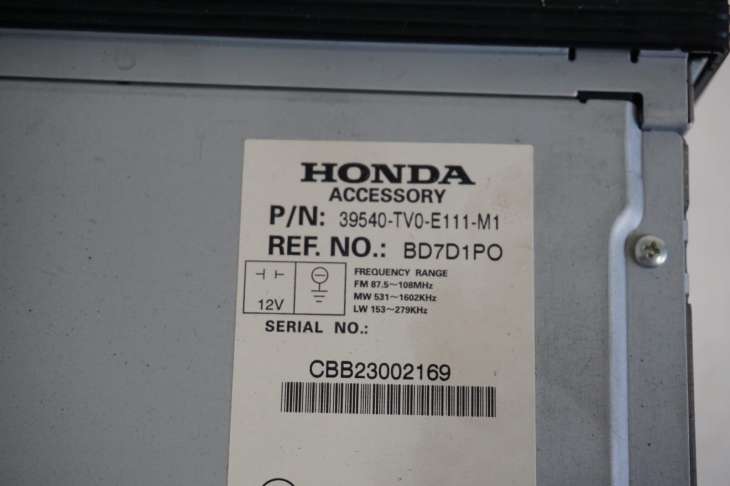 HONDA
ACCESSORY
P/N: 39540-TV0-E111-M1
REF. NO.: BD7D1PO
12V
FREQUENCY RANGE
FM 87.5~108MHz
MW 531~1602KHz
LW 153~279KHz
SERIAL NO.:
CBB23002169